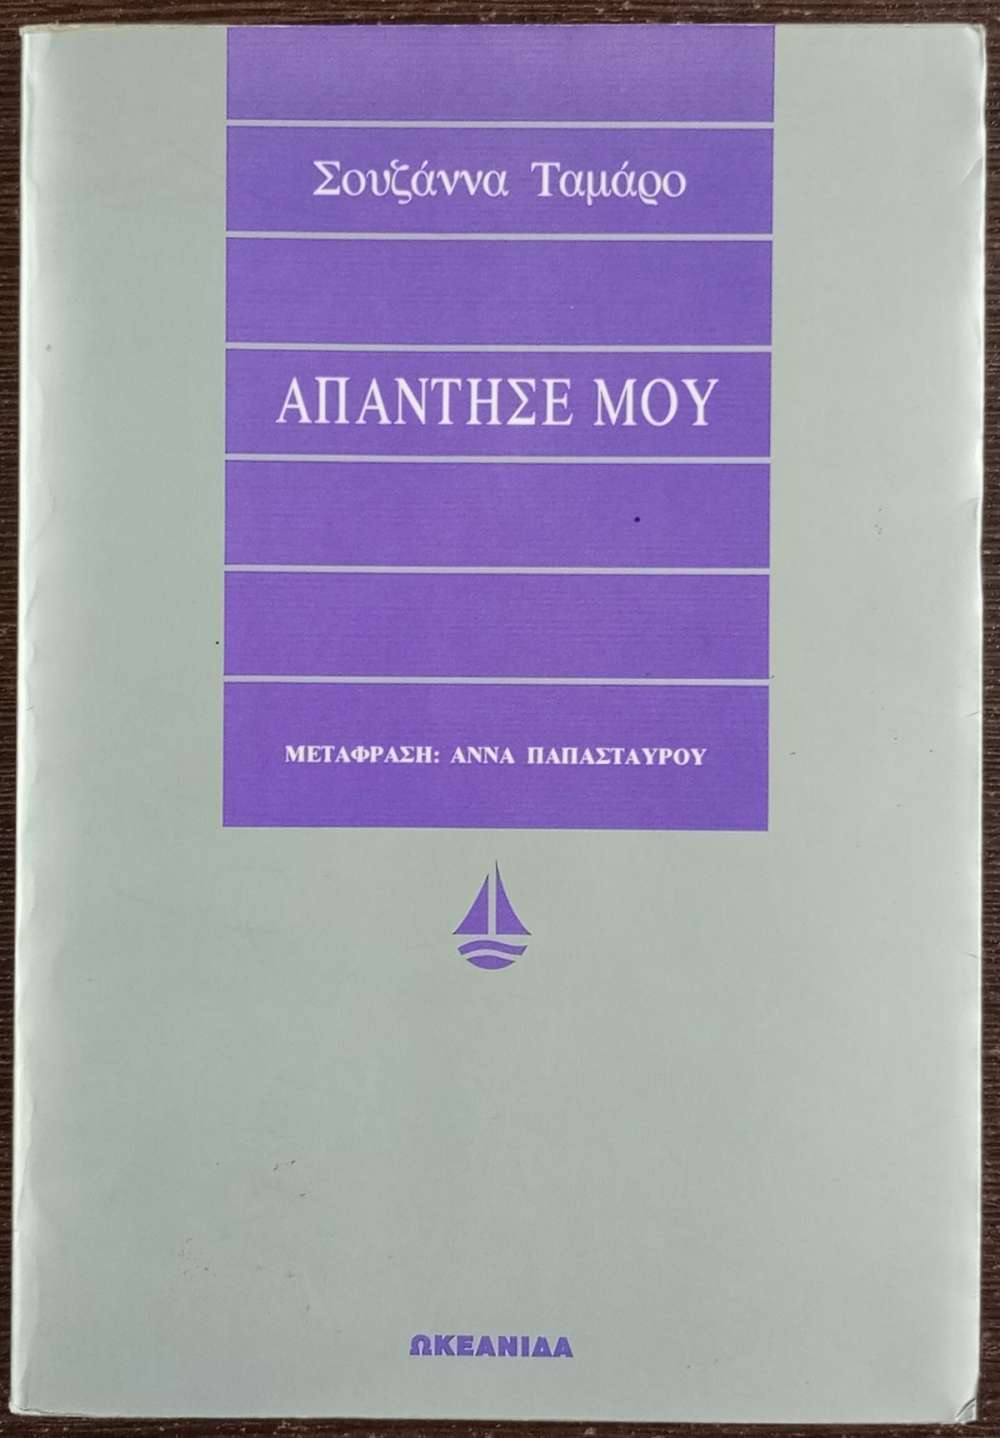 Σουζάννα Ταμάρο
ΑΠΑΝΤΗΣΕ ΜΟΥ
ΜΕΤΑΦΡΑΣΗ: ΑΝΝΑ ΠΑΠΑΣΤΑΥΡΟΥ
ΩΚΕΑΝΙΔΑ